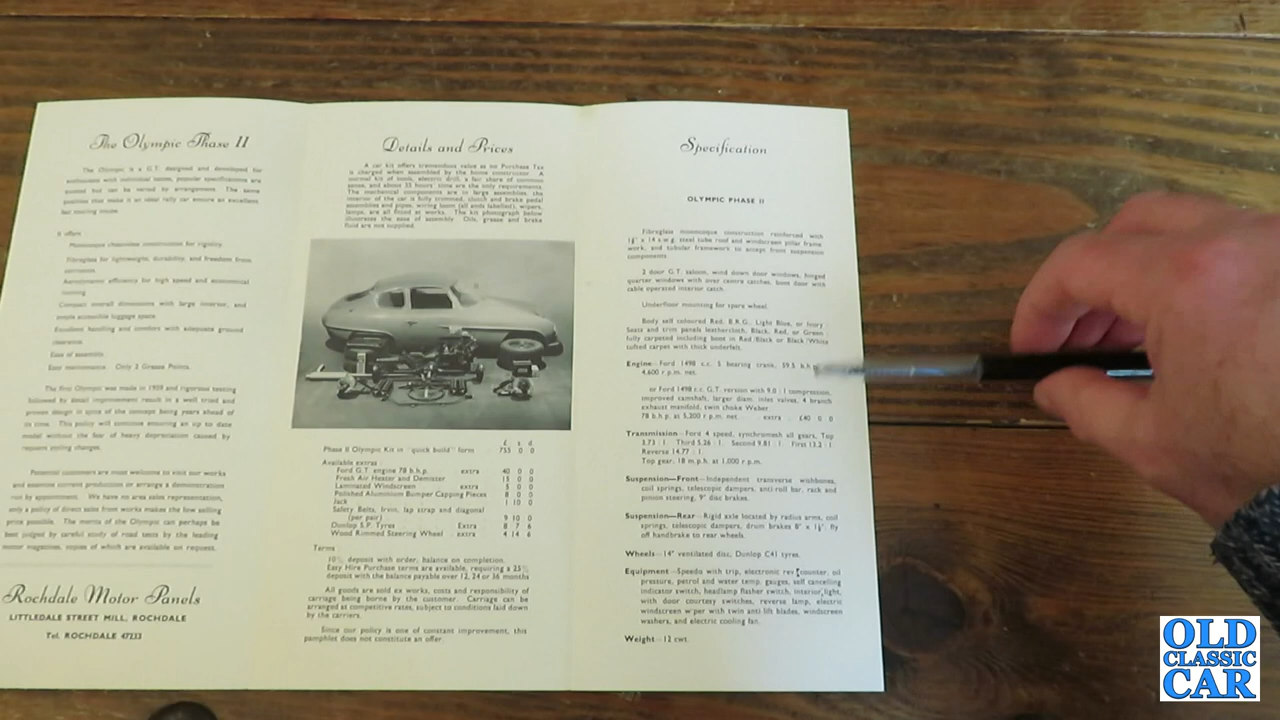 The Olympic Phase II
The Olympic is a G.T. designed and developed for
enthusiasts with individual tastes, popular specifications are
quoted but can be varied by arrangement. The same
qualities that make it an ideal rally car ensure an excellent
fast touring image.
It offers
Monocoque chassisless construction for rigidity.
Fibreglass for lightweight, durability, and freedom from
corrosion.
Aerodynamic efficiency for high speed and economical
running
Compact overall dimensions with large interior, and
ample accessible luggage space.
Excellent handling and comfort with adequate ground
clearance.
Ease of assembly.
Easy maintenance. Only 2 Grease Points.
The first Olympic was made in 1959 and rigorous testing
followed by detail improvement result in a well tried and
proven design in spite of the concept being years ahead of
its time. This policy will continue ensuring an up to date
model without the fear of heavy depreciation caused by
frequent styling changes.
Potential customers are most welcome to visit our works
and examine current production or arrange a demonstration
run by appointment. We have no area sales representation,
only a policy of direct sales from works makes the low selling
price possible. The merits of the Olympic can perhaps be
best judged by careful study of road tests by the leading
motor magazines, copies of which are available on request.
Rochdale Motor Panels
LITTLEDALE STREET MILL, ROCHDALE
Tel. ROCHDALE 47233
Details and Prices
A car kit offers tremendous value as no Purchase Tax
is charged when assembled by the home constructor. A
normal kit of tools, electric drill, a fair share of common
sense, and about 35 hours' time are the only requirements.
The mechanical components are in large assemblies, the
interior of the car is fully trimmed, clutch and brake pedal
assemblies and pipes, wiring loom (all ends labelled), wipers,
lamps, are all fitted at works. The kit photograph below
illustrates the ease of assembly. Oils, grease and brake
fluid are not supplied.
£ s d
Phase II Olympic Kit in "quick build" form 755 0 0
Available extras:
Ford G.T. engine 78 b.h.p. extra 40 0 0
Fresh Air Heater and Demister 15 0 0
Laminated Windscreen extra 5 0 0
Polished Aluminium Bumper Capping Pieces 8 0 0
Jack 1 10 0
Safety Belts, Irvin, lap strap and diagonal
(per pair) 9 10 0
Dunlop S.P. Tyres Extra 8 7 6
Wood Rimmed Steering Wheel extra 4 14 6
Terms
10% deposit with order, balance on completion.
Easy Hire Purchase terms are available, requiring a 25%
deposit with the balance payable over 12, 24 or 36 months
All goods are sold ex works, costs and responsibility of
carriage being borne by the customer. Carriage can be
arranged at competitive rates, subject to conditions laid down
by the carriers.
Since our policy is one of constant improvement, this
pamphlet does not constitute an offer.
Specification
OLYMPIC PHASE II
Fibreglass monocoque construction reinforced with
1½" x 14 s.w.g. steel tube roof and windscreen pillar frame
work, and tubular framework to accept front suspension
components.
2 door G.T. saloon, wind down door windows, hinged
quarter windows with over centre catches, boot door with
cable operated interior catch.
Underfloor mounting for spare wheel.
Body self coloured Red, B.R.G., Light Blue, or Ivory
Seats and trim panels leathercloth, Black, Red, or Green
fully carpeted including boot in Red/Black or Black/White
tufted carpet with thick underfelt.
Engine—Ford 1498 c.c. 5 bearing crank, 59.5 b.h.p
4,600 r.p.m. net.
or Ford 1498 c.c. G.T. version with 9.0 : 1 compression,
improved camshaft, larger diam. inlet valves, 4 branch
exhaust manifold, twin choke Weber.
78 b.h.p. at 5,200 r.p.m. net extra £40 0 0
Transmission—Ford 4 speed, synchromesh all gears, Top
3.73 : 1 Third 5.26 : 1 Second 9.81 : 1 First 13.2 : 1
Reverse 14.77 : 1
Top gear, 18 m.p.h. at 1,000 r.p.m.
Suspension—Front—Independent transverse wishbones,
coil springs, telescopic dampers, anti-roll bar, rack and
pinion steering, 9" disc brakes.
Suspension—Rear—Rigid axle located by radius arms, coil
springs, telescopic dampers, drum brakes 8" x 1½", fly
off handbrake to rear wheels.
Wheels—14" ventilated disc, Dunlop C41 tyres.
Equipment—Speedo with trip, electronic rev counter, oil
pressure, petrol and water temp. gauges, self cancelling
indicator switch, headlamp flasher switch, interior light,
with door courtesy switches, reverse lamp, electric
windscreen wiper with twin anti lift blades, windscreen
washers, and electric cooling fan.
Weight—12 cwt.
OLD
CLASSIC
CAR